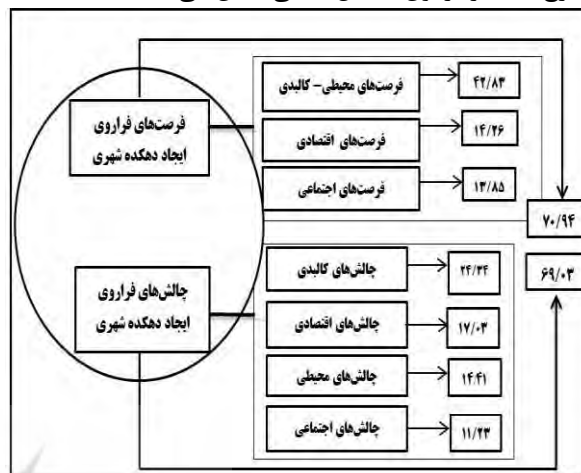 فرصت‌های فراروی
ایجاد دهکده شهری
فرصت‌های محیطی- کالبدی
۴۲/۸۳
فرصت‌های اقتصادی
۱۴/۲۶
فرصت‌های اجتماعی
۱۳/۸۵
۷۰/۹۴
چالش‌های فراروی
ایجاد دهکده شهری
چالش‌های کالبدی
۲۴/۳۴
چالش‌های اقتصادی
۱۷/۰۳
چالش‌های محیطی
۱۴.۴۱
چالش‌های اجتماعی
۱۱/۲۳
۶۹/۰۳